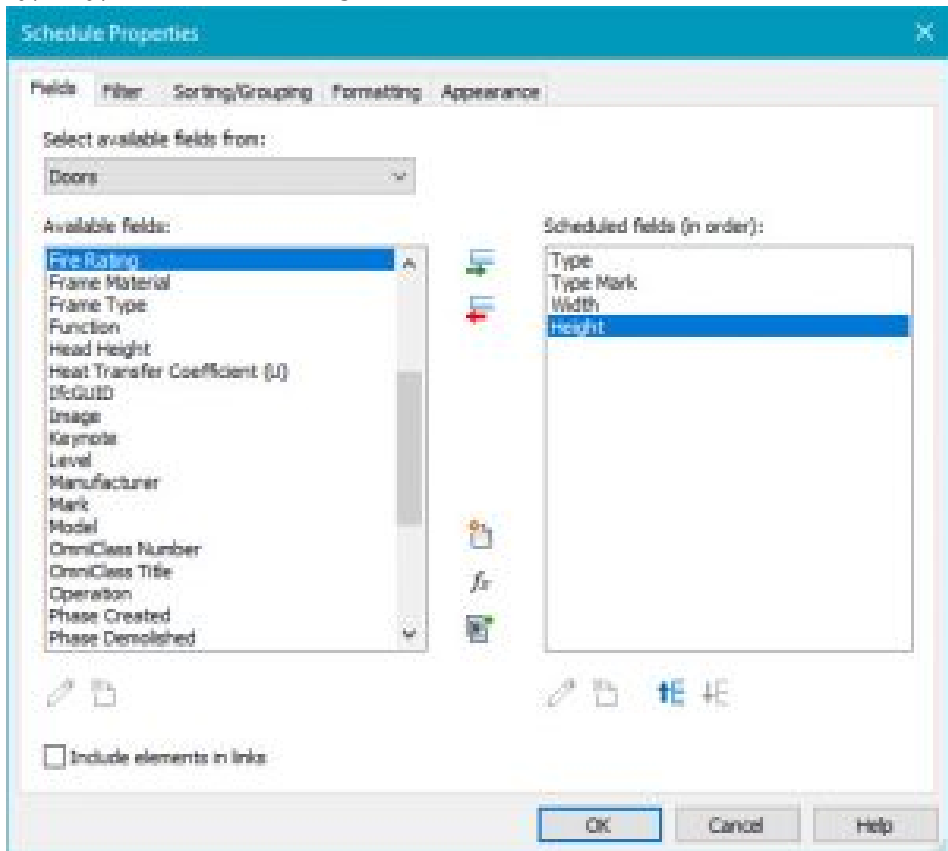 Schedule Properties
Fields Filter Sorting/Grouping Formatting Appearance
Select available fields from:
Doors
Available fields:
Fire Rating
Frame Material
Frame Type
Function
Head Height
Heat Transfer Coefficient (U)
IfcGUID
Image
Keynote
Level
Manufacturer
Mark
Model
OmniClass Number
OmniClass Title
Operation
Phase Created
Phase Demolished
Scheduled fields (in order):
Type
Type Mark
Width
Height
Include elements in links
OK Cancel Help